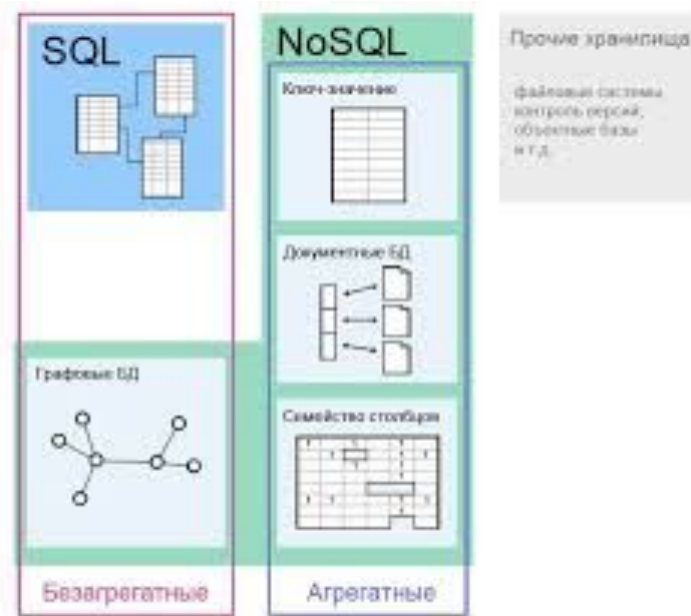 SQL
NoSQL
Прочие хранилища
файловые системы
контроль версий,
объектные базы
и т.д.
Ключ-значение
Документные БД
Графовые БД
Семейство столбцов
Безагрегатные
Агрегатные